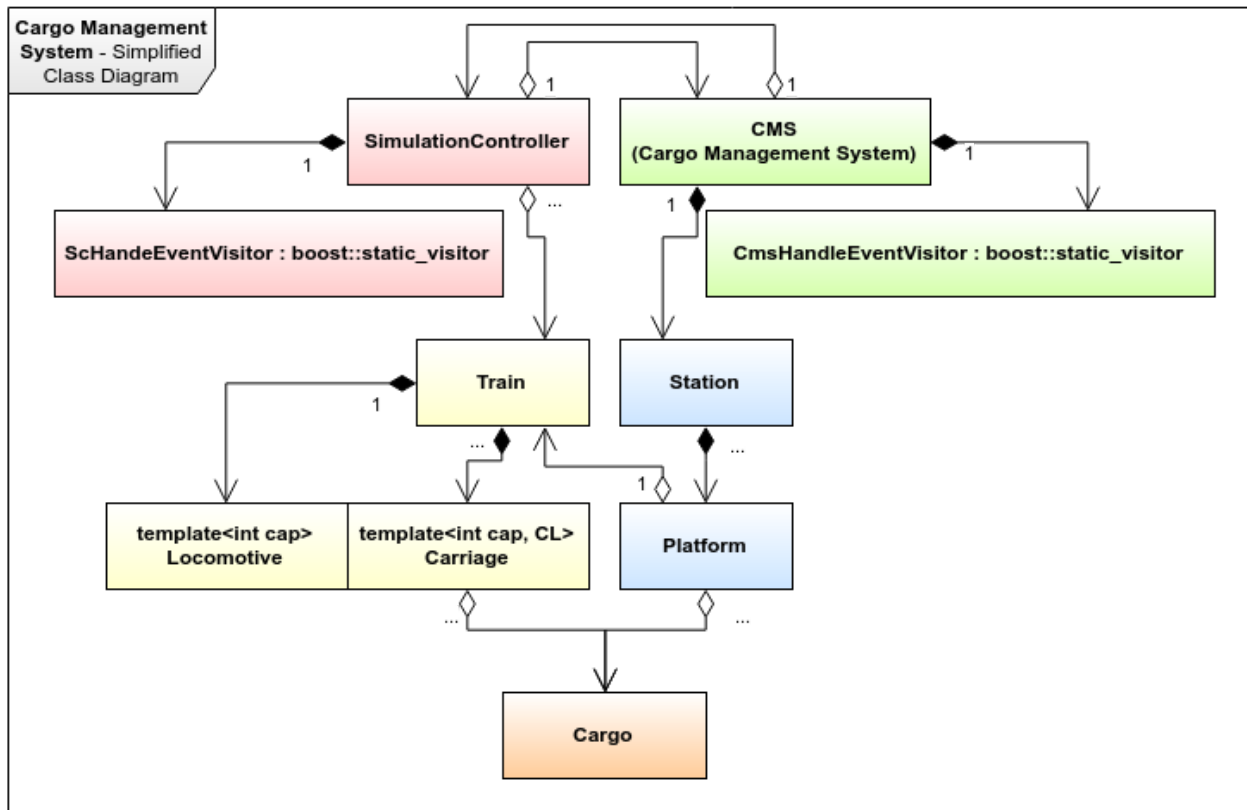 Cargo Management
System - Simplified
Class Diagram
1
1
SimulationController
CMS
(Cargo Management System)
1
1
...
1
ScHandeEventVisitor : boost::static_visitor
CmsHandleEventVisitor : boost::static_visitor
Train
Station
1
...
...
1
template<int cap>
Locomotive
template<int cap, CL>
Carriage
Platform
...
...
Cargo